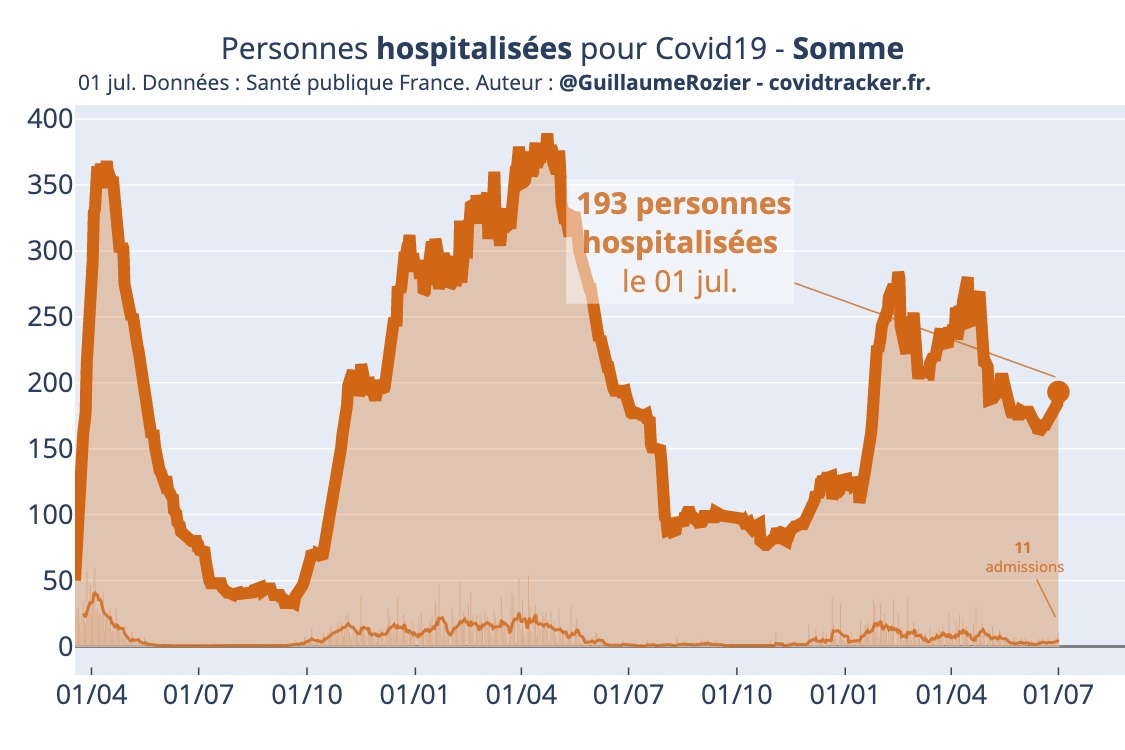 Personnes hospitalisées pour Covid19 - Somme
01 jul. Données : Santé publique France. Auteur : @GuillaumeRozier - covidtracker.fr.
400
350
300
250
200
150
100
50
0
193 personnes
hospitalisées
le 01 jul.
11
admissions
01/04 01/07 01/10 01/01 01/04 01/07 01/10 01/01 01/04 01/07